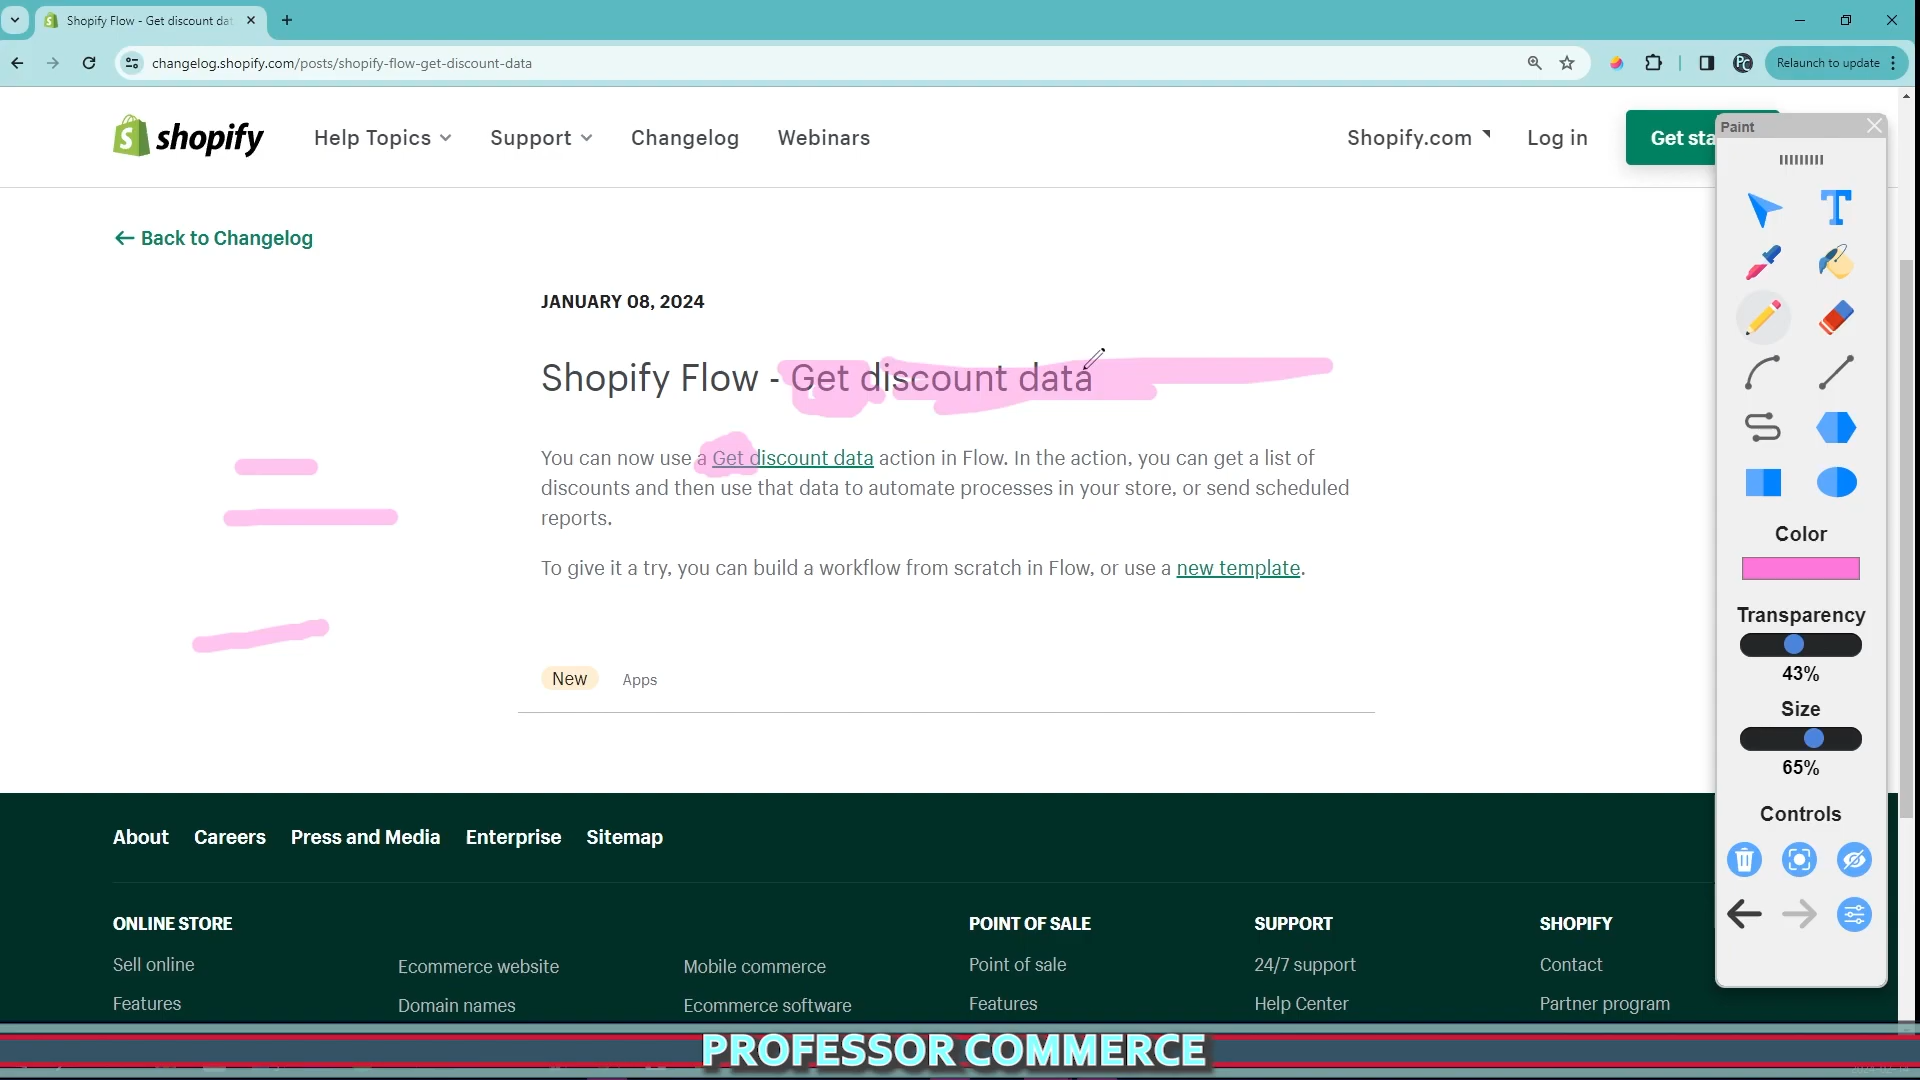 Shopify Flow - Get discount dat
changelog.shopify.com/posts/shopify-flow-get-discount-data
PC
Relaunch to update
shopify
Help Topics
Support
Changelog
Webinars
Shopify.com
Log in
Get sta
Paint
← Back to Changelog
JANUARY 08, 2024
Shopify Flow - Get discount data
You can now use a Get discount data action in Flow. In the action, you can get a list of
discounts and then use that data to automate processes in your store, or send scheduled
reports.
To give it a try, you can build a workflow from scratch in Flow, or use a new template.
New
Apps
T
Color
Transparency
43%
Size
65%
Controls
About
Careers
Press and Media
Enterprise
Sitemap
ONLINE STORE
POINT OF SALE
SUPPORT
SHOPIFY
Sell online
Ecommerce website
Mobile commerce
Point of sale
24/7 support
Contact
Features
Domain names
Ecommerce software
Features
Help Center
Partner program
PROFESSOR COMMERCE